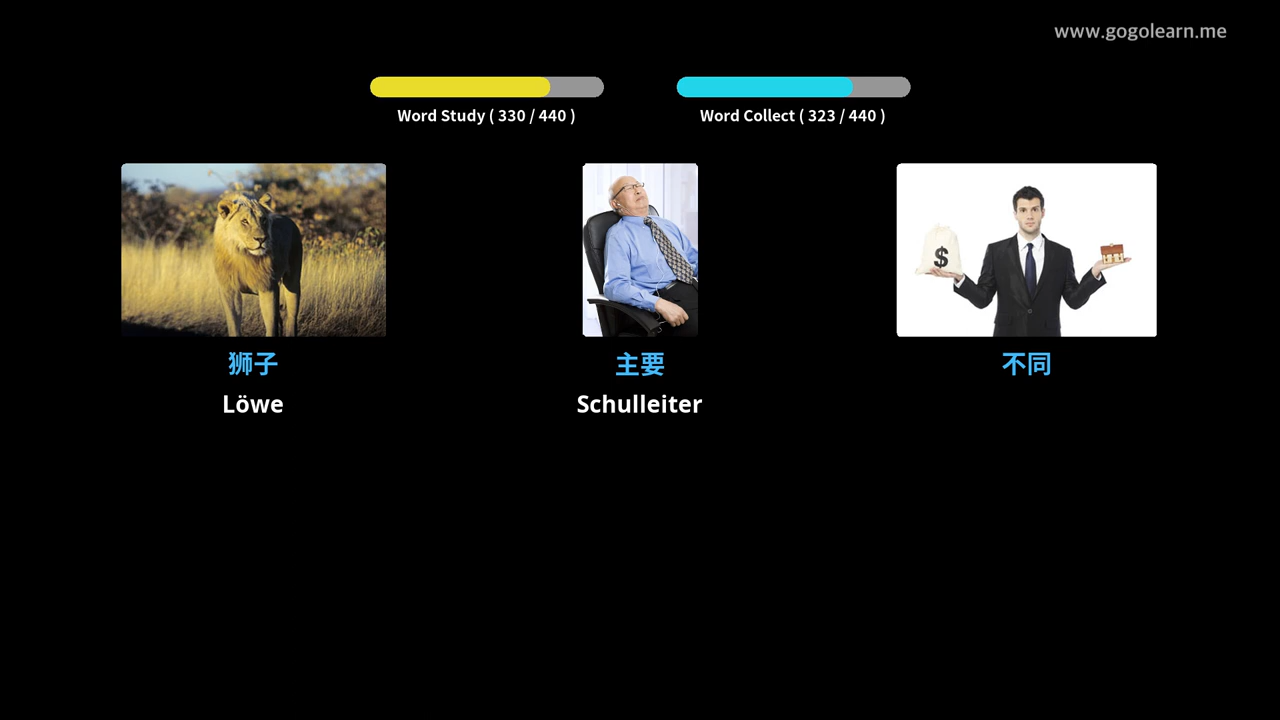 www.gogolearn.me
Word Study ( 330 / 440 )
Word Collect ( 323 / 440 )
狮子
主要
不同
Löwe
Schulleiter
$